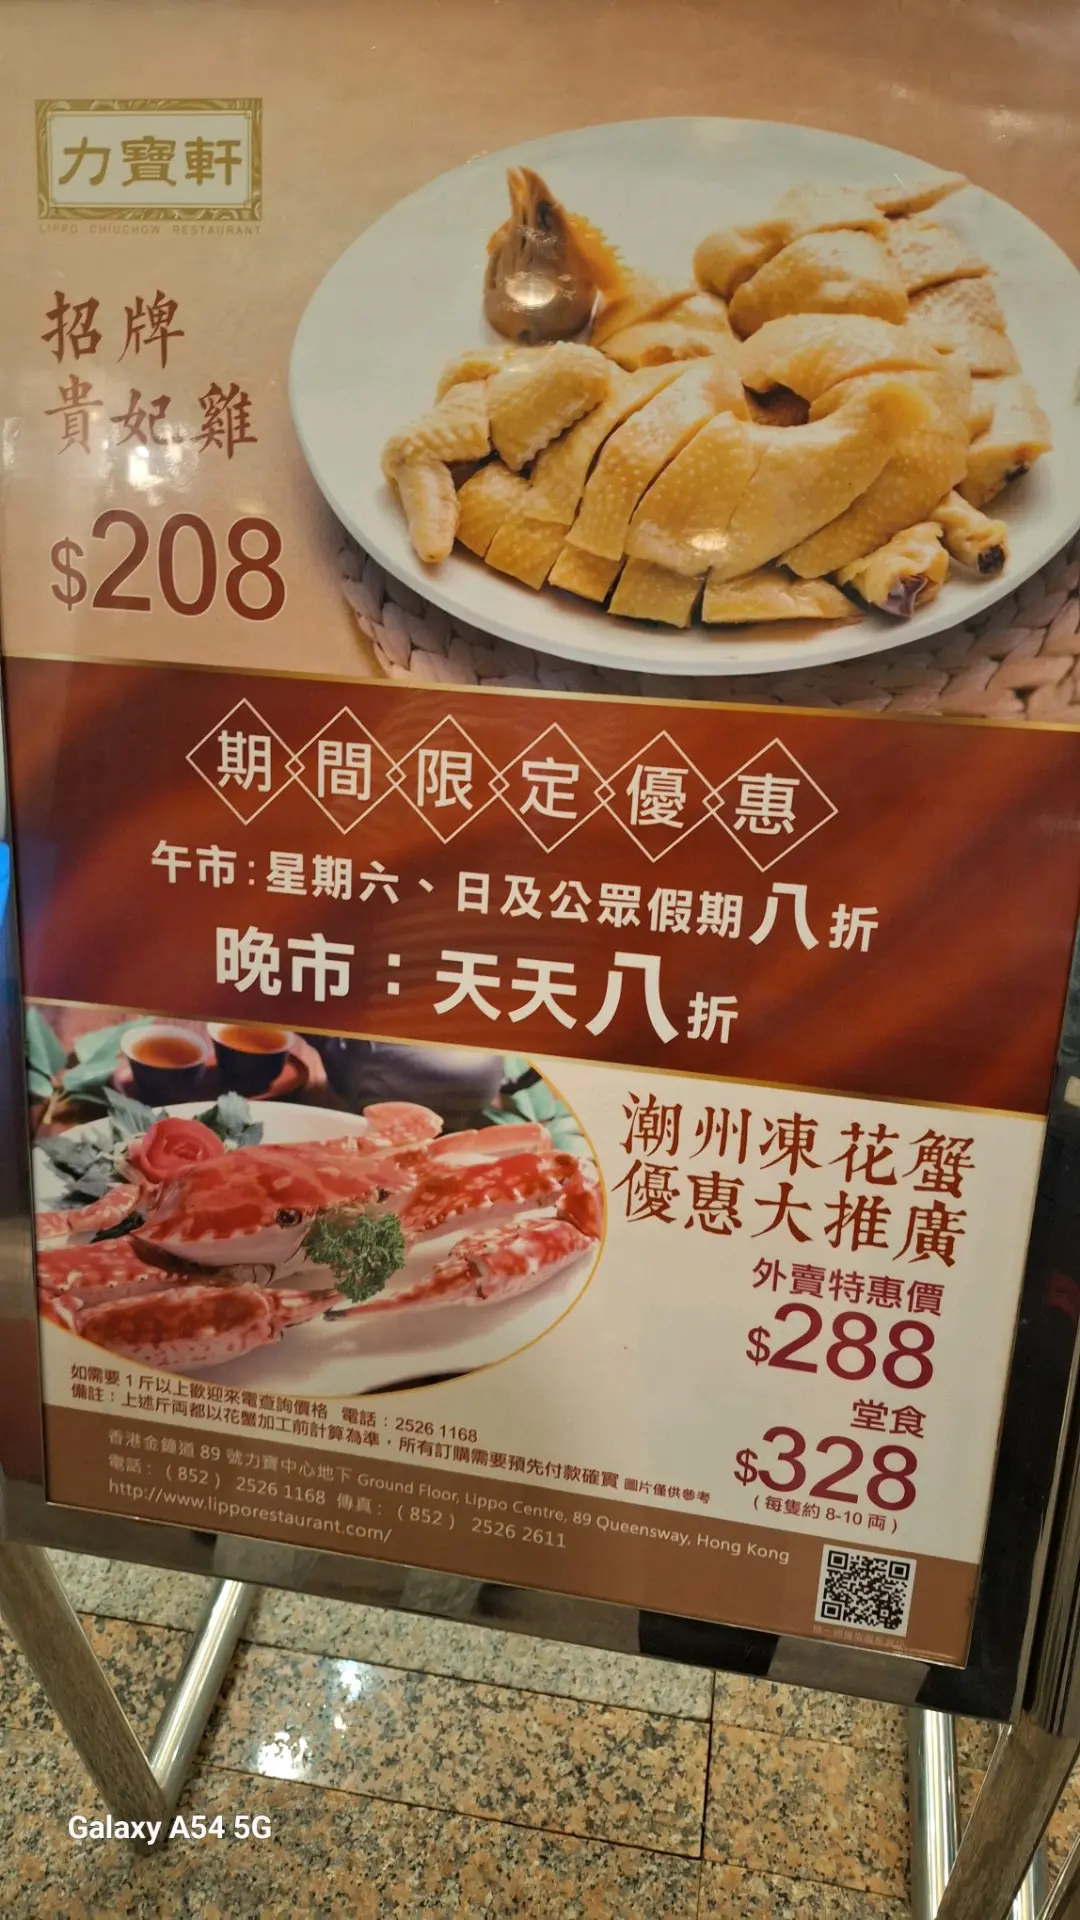 力寶軒
LIPPO CHIUCHOW RESTAURANT
招牌
貴妃雞
$208
期間限定優惠
午市:星期六、日及公眾假期八折
晚市:天天八折
潮州凍花蟹
優惠大推廣
外賣特惠價
$288
堂食
$328
(每隻約 8-10 両)
如需要 1 斤以上歡迎來電查詢價格 電話:2526 1168
備註:上述斤両都以花蟹加工前計算為準,所有訂購需要預先付款確實 圖片僅供參考
香港金鐘道 89 號力寶中心地下 Ground Floor, Lippo Centre, 89 Queensway, Hong Kong
電話:(852) 2526 1168 傳真:(852) 2526 2611
http://www.lipporestaurant.com/
Galaxy A54 5G